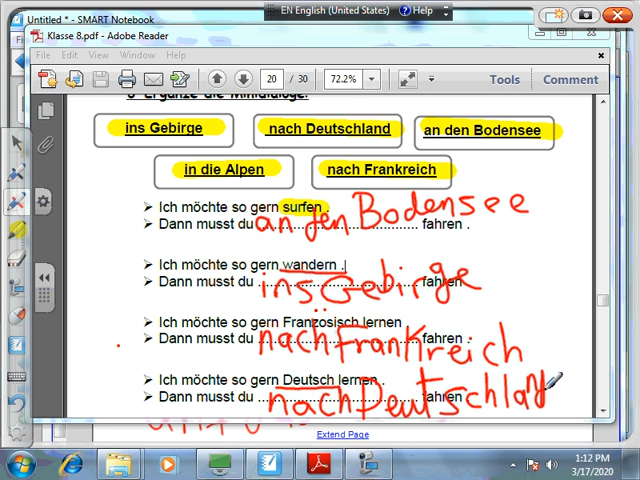 Untitled * - SMART Notebook
EN English (United States) Help
Klasse 8.pdf - Adobe Reader
File Edit View Window Help x
20 / 30 72.2% Tools Comment
8 Ergänze die Minidialoge:
ins Gebirge nach Deutschland an den Bodensee
in die Alpen nach Frankreich
Ich möchte so gern surfen .
Dann musst du ................ fahren . an den Bodensee
Ich möchte so gern wandern .
Dann musst du ................ fahren . ins Gebirge
Ich möchte so gern Französisch lernen
Dann musst du ................ fahren . nach Frankreich
Ich möchte so gern Deutsch lernen .
Dann musst du ................ fahren nach Deutschland
Extend Page
1:12 PM
3/17/2020